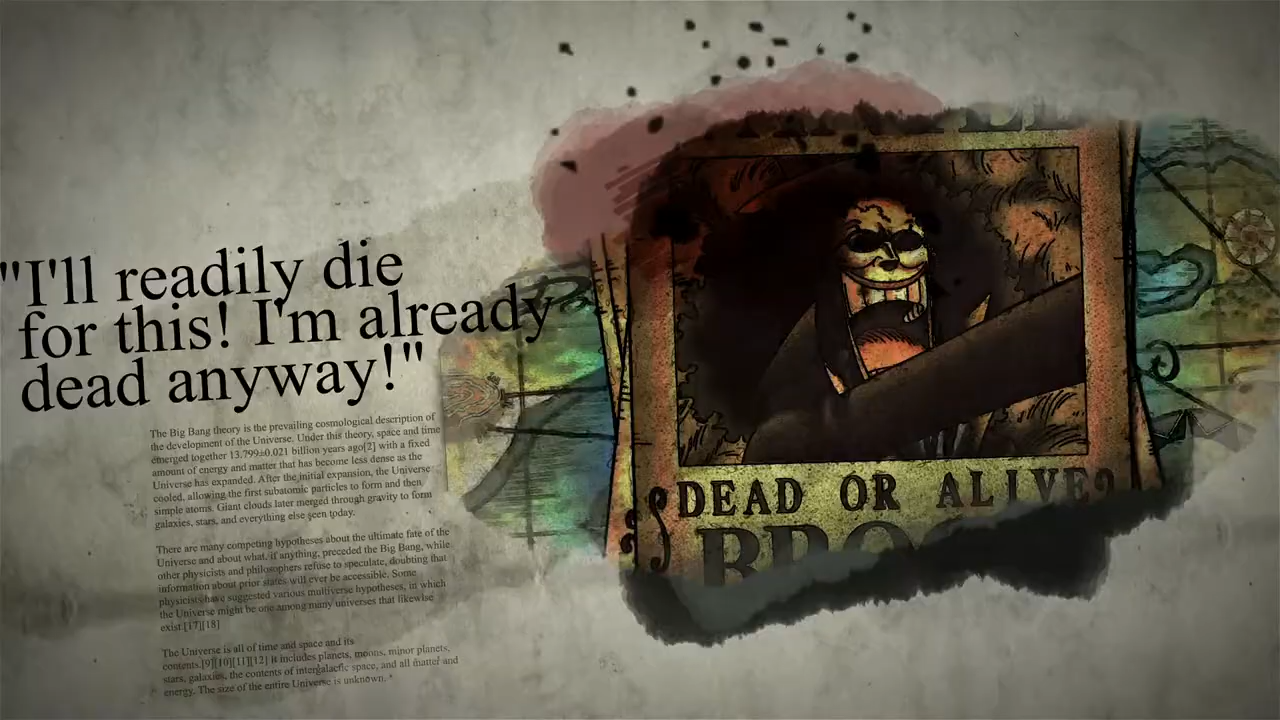 "I'll readily die
for this! I'm already
dead anyway!"
The Big Bang theory is the prevailing cosmological description of
the development of the Universe. Under this theory, space and time
emerged together 13.799±0.021 billion years ago[2] with a fixed
amount of energy and matter that has become less dense as the
Universe has expanded. After the initial expansion, the Universe
cooled, allowing the first subatomic particles to form and then
simple atoms. Giant clouds later merged through gravity to form
galaxies, stars, and everything else seen today.
There are many competing hypotheses about the ultimate fate of the
Universe and about what, if anything, preceded the Big Bang, while
other physicists and philosophers refuse to speculate, doubting that
information about prior states will ever be accessible. Some
physicists have suggested various multiverse hypotheses, in which
the Universe might be one among many universes that likewise
exist.[17][18]
The Universe is all of time and space and its
contents.[9][10][11][12] It includes planets, moons, minor planets,
stars, galaxies, the contents of intergalactic space, and all matter and
energy. The size of the entire Universe is unknown. *
DEAD OR ALIVE